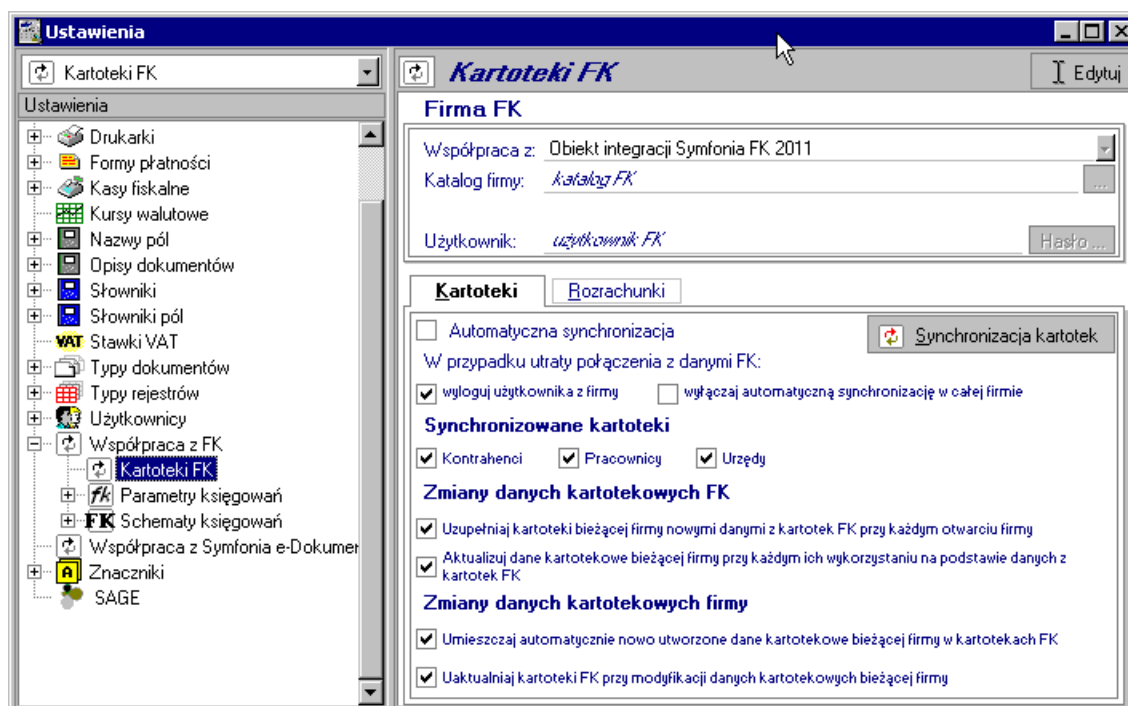 Ustawienia
Kartoteki FK
Ustawienia
Drukarki
Formy płatności
Kasy fiskalne
Kursy walutowe
Nazwy pól
Opisy dokumentów
Słowniki
Słowniki pól
VAT Stawki VAT
Typy dokumentów
Typy rejestrów
Użytkownicy
Współpraca z FK
Kartoteki FK
fk Parametry księgowań
FK Schematy księgowań
Współpraca z Symfonia e-Dokumer
A Znaczniki
SAGE
Kartoteki FK
Edytuj
Firma FK
Współpraca z: Obiekt integracji Symfonia FK 2011
Katalog firmy: katalog FK
...
Użytkownik: użytkownik FK
Hasło ...
Kartoteki Rozrachunki
Automatyczna synchronizacja
Synchronizacja kartotek
W przypadku utraty połączenia z danymi FK:
wyloguj użytkownika z firmy wyłączaj automatyczną synchronizację w całej firmie
Synchronizowane kartoteki
Kontrahenci Pracownicy Urzędy
Zmiany danych kartotekowych FK
Uzupełniaj kartoteki bieżącej firmy nowymi danymi z kartotek FK przy każdym otwarciu firmy
Aktualizuj dane kartotekowe bieżącej firmy przy każdym ich wykorzystaniu na podstawie danych z
kartotek FK
Zmiany danych kartotekowych firmy
Umieszczaj automatycznie nowo utworzone dane kartotekowe bieżącej firmy w kartotekach FK
Uaktualniaj kartoteki FK przy modyfikacji danych kartotekowych bieżącej firmy